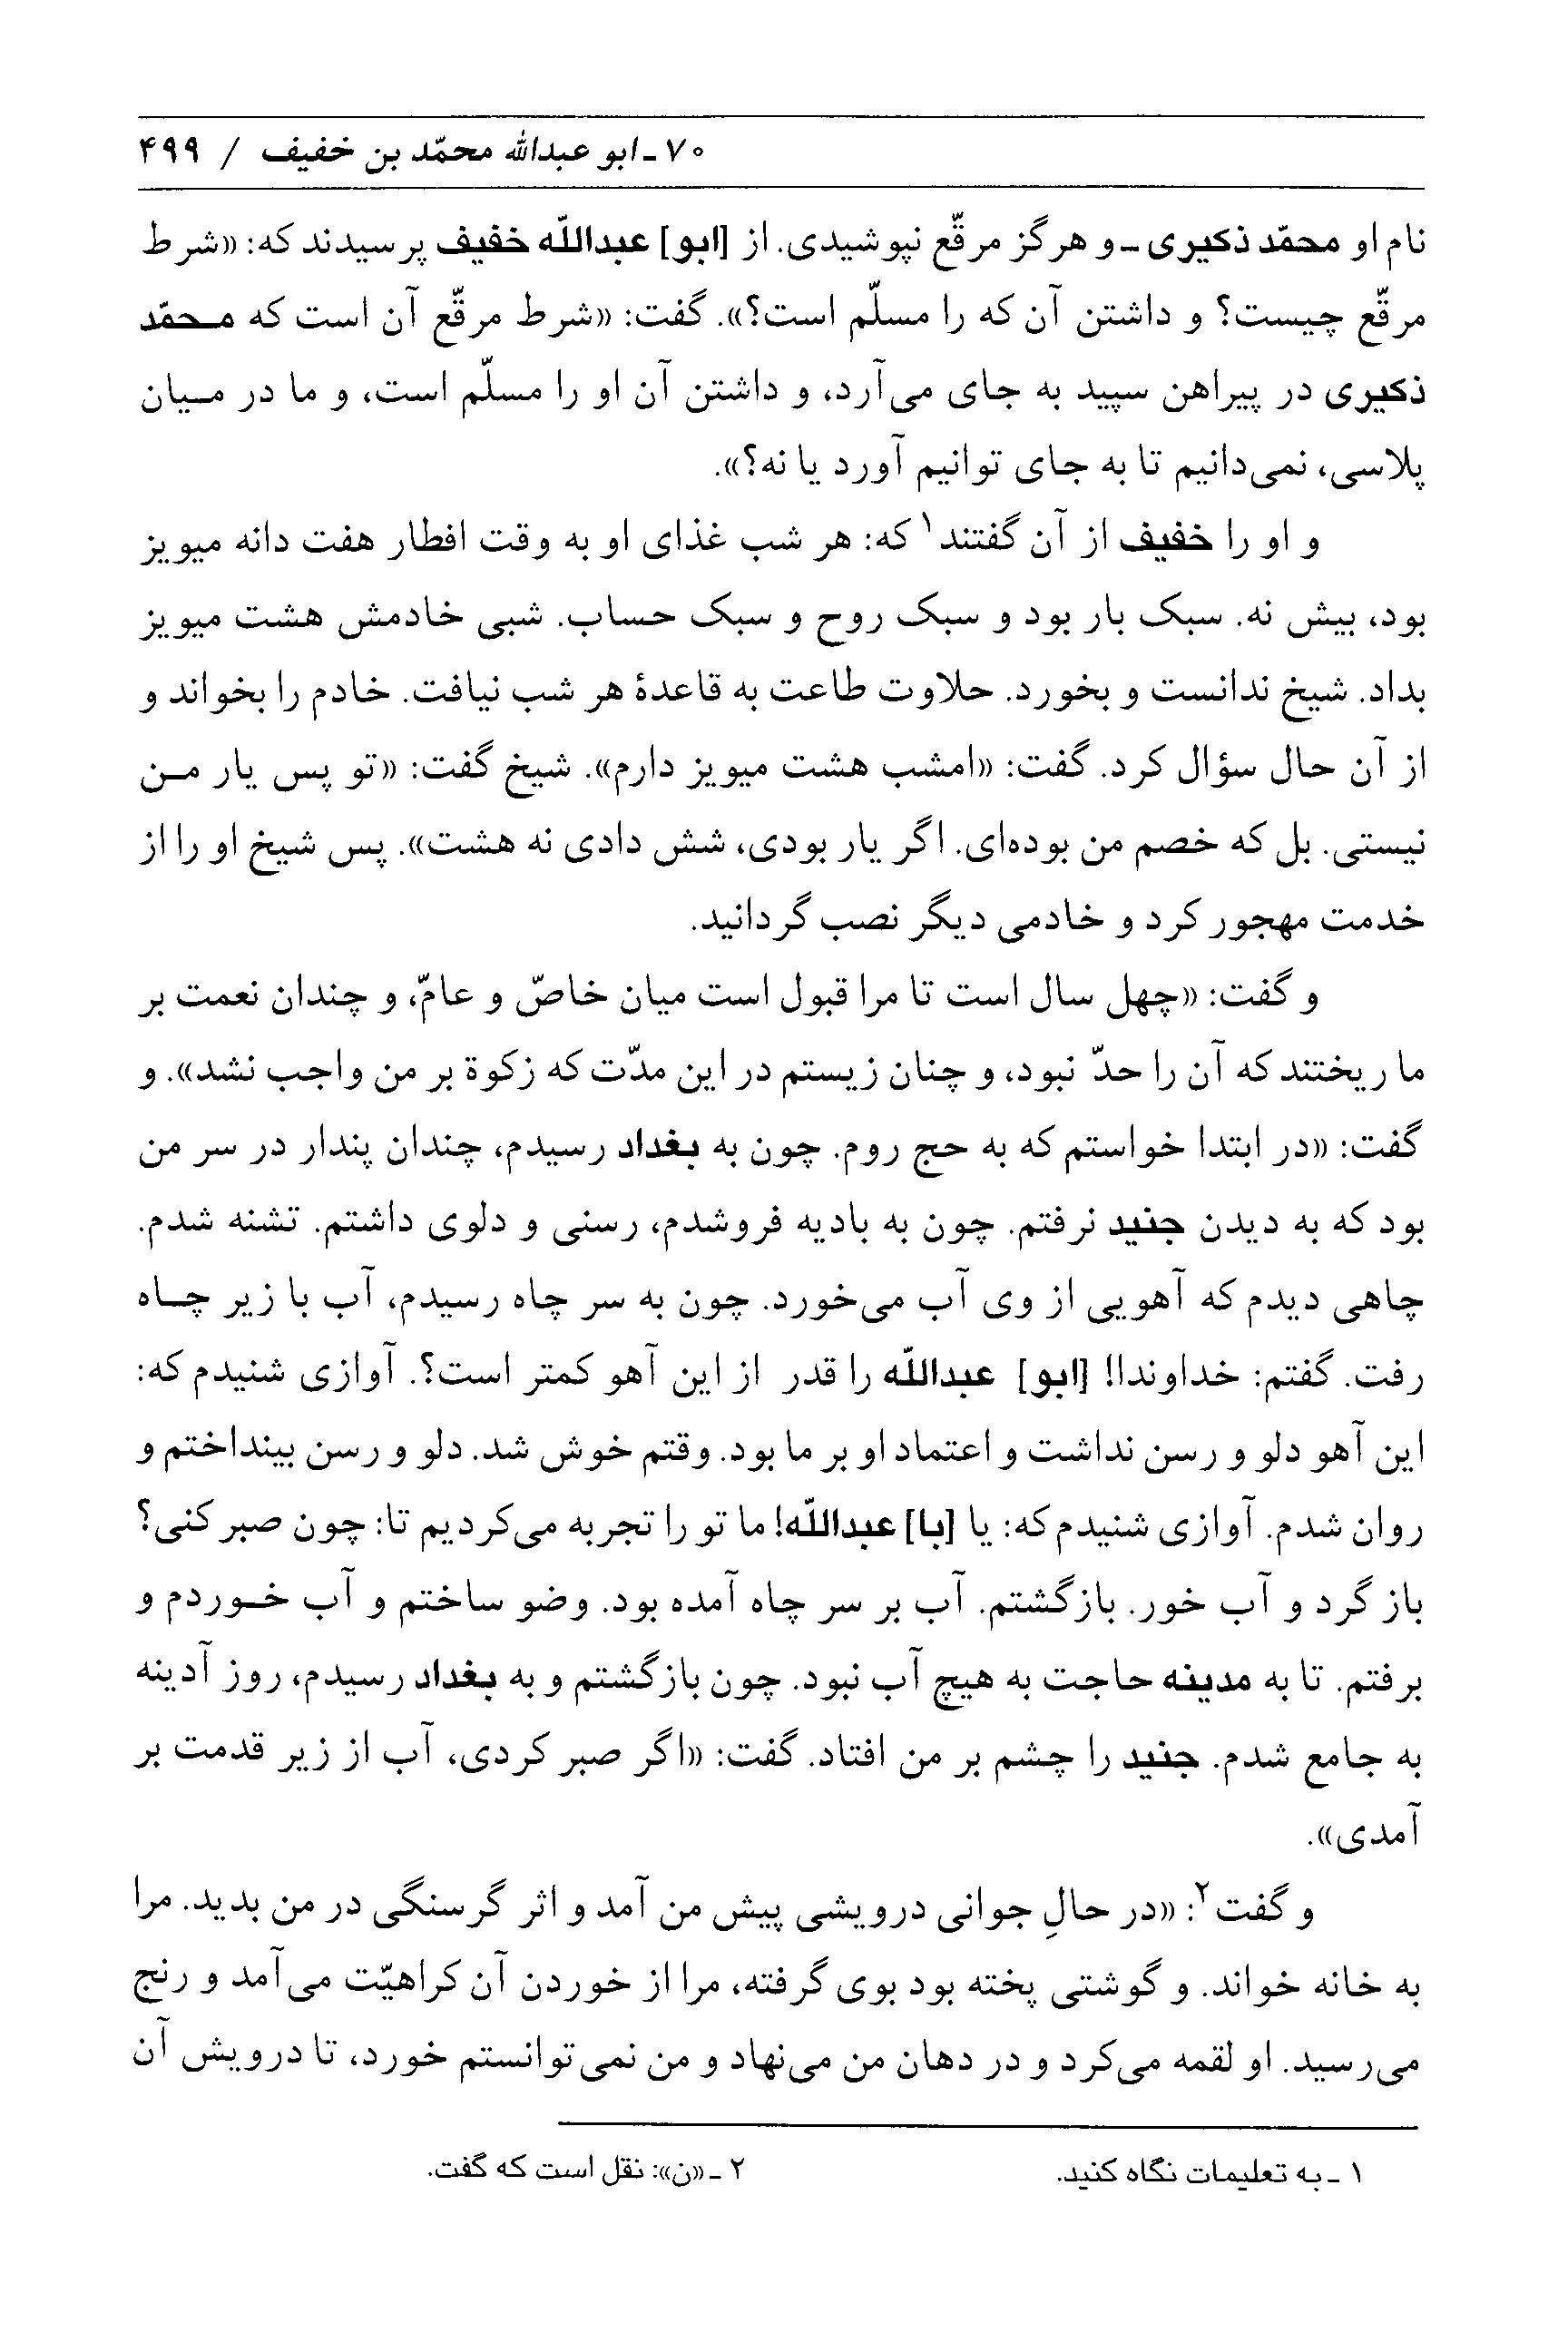 ۷۰ ـ ابو عبدالله محمّد بن خفیف / ۴۹۹
نام او محمّد ذکیری ـ و هرگز مرقّع نپوشیدی. از [ابو] عبداللّه خفیف پرسیدند که: «شرط
مرقّع چیست؟ و داشتن آن که را مسلّم است؟». گفت: «شرط مرقّع آن است که محمّد
ذکیری در پیراهن سپید به جای می‌آرد، و داشتن آن او را مسلّم است، و ما در میان
پلاسی، نمی‌دانیم تا به جای توانیم آورد یا نه؟».
و او را خفیف از آن گفتند۱ که: هر شب غذای او به وقت افطار هفت دانه میویز
بود، بیش نه. سبک بار بود و سبک روح و سبک حساب. شبی خادمش هشت میویز
بداد. شیخ ندانست و بخورد. حلاوت طاعت به قاعدهٔ هر شب نیافت. خادم را بخواند و
از آن حال سؤال کرد. گفت: «امشب هشت میویز دارم». شیخ گفت: «تو پس یار من
نیستی. بل که خصم من بوده‌ای. اگر یار بودی، شش دادی نه هشت». پس شیخ او را از
خدمت مهجور کرد و خادمی دیگر نصب گردانید.
و گفت: «چهل سال است تا مرا قبول است میان خاصّ و عامّ، و چندان نعمت بر
ما ریختند که آن را حدّ نبود، و چنان زیستم در این مدّت که زکوة بر من واجب نشد». و
گفت: «در ابتدا خواستم که به حج روم. چون به بغداد رسیدم، چندان پندار در سر من
بود که به دیدن جنید نرفتم. چون به بادیه فروشدم، رسنی و دلوی داشتم. تشنه شدم.
چاهی دیدم که آهویی از وی آب می‌خورد. چون به سر چاه رسیدم، آب با زیر چاه
رفت. گفتم: خداوندا! [ابو] عبداللّه را قدر از این آهو کمتر است؟. آوازی شنیدم که:
این آهو دلو و رسن نداشت و اعتماد او بر ما بود. وقتم خوش شد. دلو و رسن بینداختم و
روان شدم. آوازی شنیدم که: یا [با] عبداللّه! ما تو را تجربه می‌کردیم تا: چون صبر کنی؟
باز گرد و آب خور. بازگشتم. آب بر سر چاه آمده بود. وضو ساختم و آب خوردم و
برفتم. تا به مدینه حاجت به هیچ آب نبود. چون بازگشتم و به بغداد رسیدم، روز آدینه
به جامع شدم. جنید را چشم بر من افتاد. گفت: «اگر صبر کردی، آب از زیر قدمت بر
آمدی».
و گفت۲: «در حالِ جوانی درویشی پیش من آمد و اثر گرسنگی در من بدید. مرا
به خانه خواند. و گوشتی پخته بود بوی گرفته، مرا از خوردن آن کراهیّت می‌آمد و رنج
می‌رسید. او لقمه می‌کرد و در دهان من می‌نهاد و من نمی‌توانستم خورد، تا درویش آن
۱ ـ به تعلیمات نگاه کنید.
۲ ـ «ن»: نقل است که گفت.